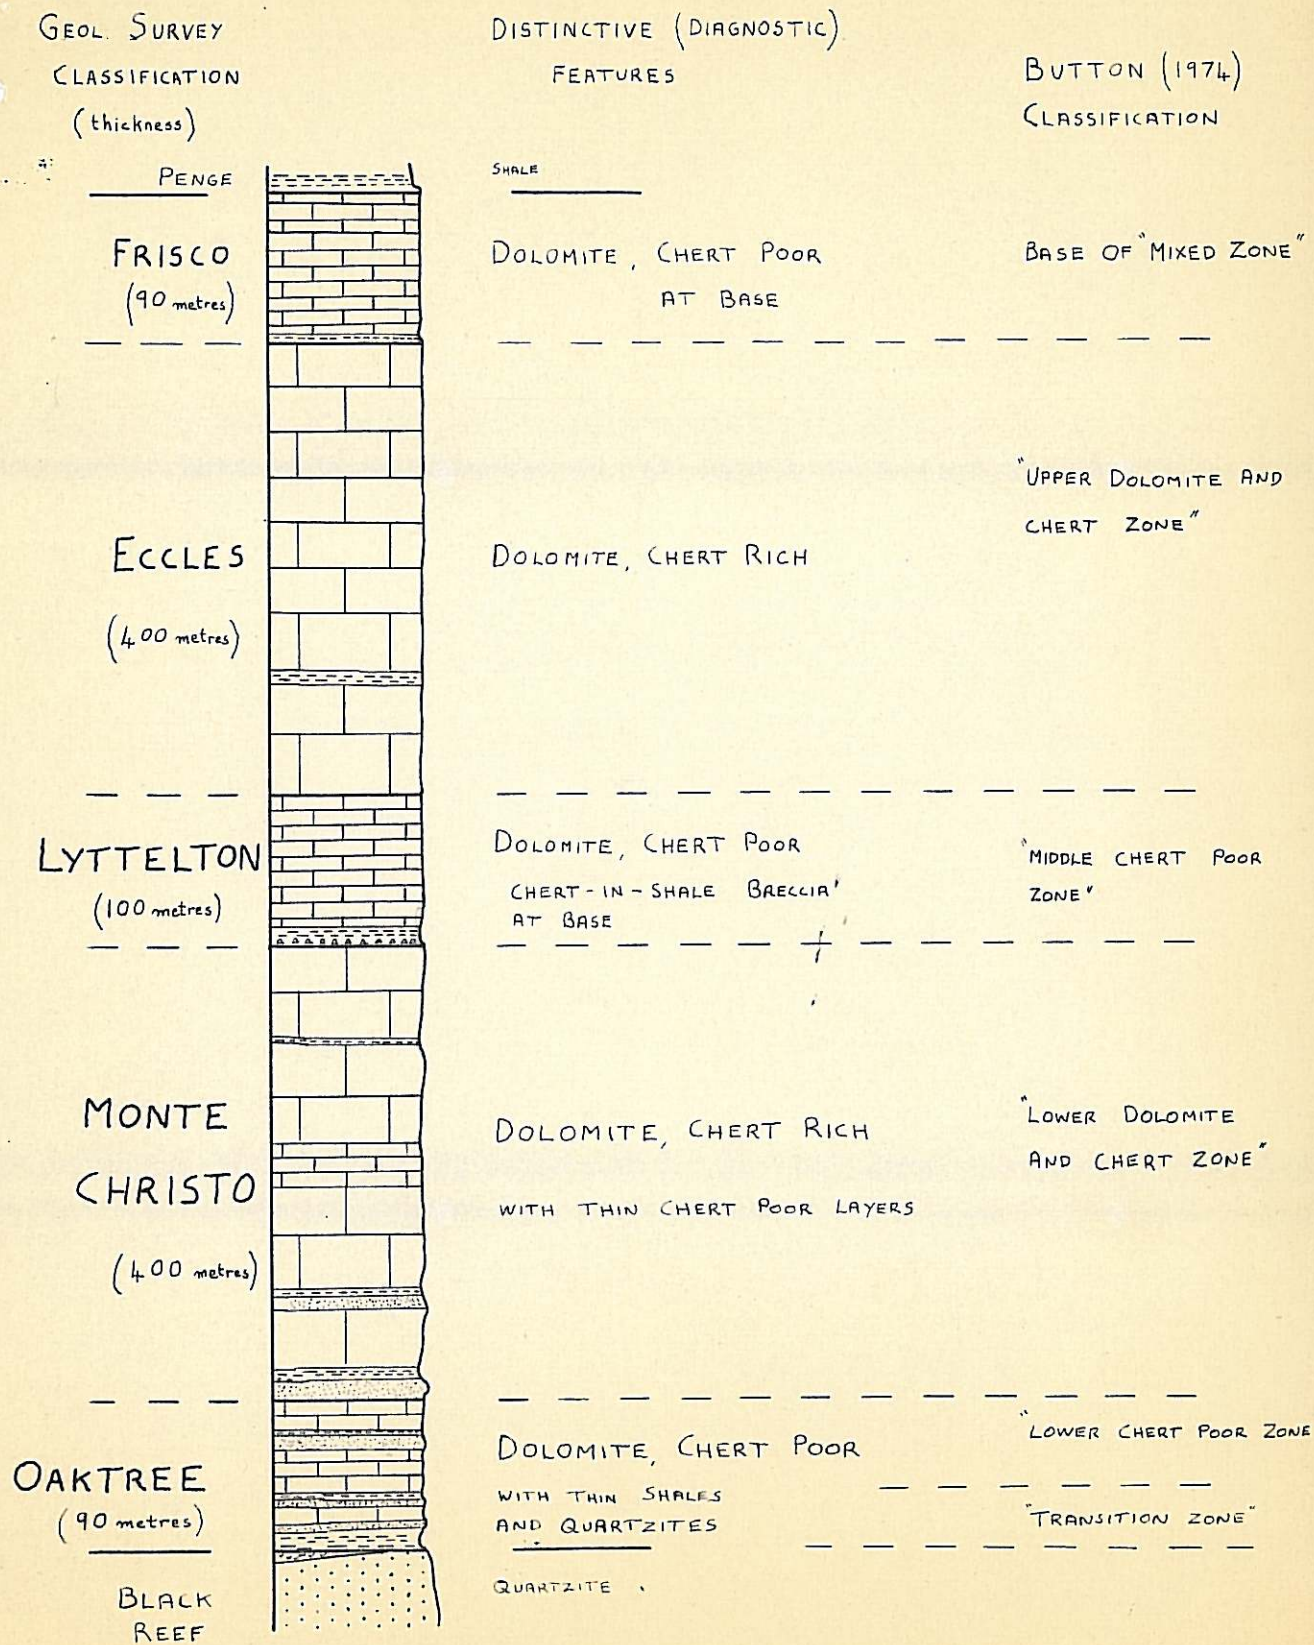 GEOL. SURVEY
CLASSIFICATION
(thickness)
DISTINCTIVE (DIAGNOSTIC)
FEATURES
BUTTON (1974)
CLASSIFICATION
PENGE
SHALE
FRISCO
(90 metres)
DOLOMITE, CHERT POOR
AT BASE
BASE OF "MIXED ZONE"
ECCLES
(400 metres)
DOLOMITE, CHERT RICH
"UPPER DOLOMITE AND
CHERT ZONE"
LYTTELTON
(100 metres)
DOLOMITE, CHERT POOR
CHERT-IN-SHALE BRECCIA'
AT BASE
"MIDDLE CHERT POOR
ZONE"
MONTE
CHRISTO
(400 metres)
DOLOMITE, CHERT RICH
WITH THIN CHERT POOR LAYERS
"LOWER DOLOMITE
AND CHERT ZONE"
OAKTREE
(90 metres)
DOLOMITE, CHERT POOR
WITH THIN SHALES
AND QUARTZITES
"LOWER CHERT POOR ZONE
"TRANSITION ZONE"
BLACK
REEF
QUARTZITE.